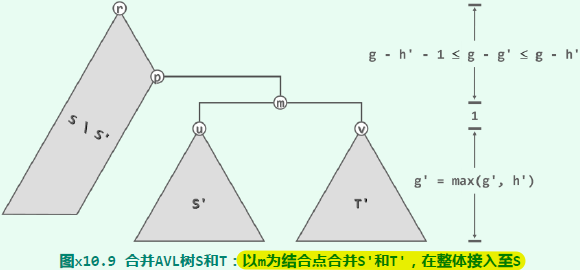 r
g - h' - 1 ≤ g - g' ≤ g - h'
p
m
S \ S'
1
u
v
g' = max(g', h')
S'
T'
图x10.9 合并AVL树S和T：以m为结合点合并S'和T'，在整体接入至S